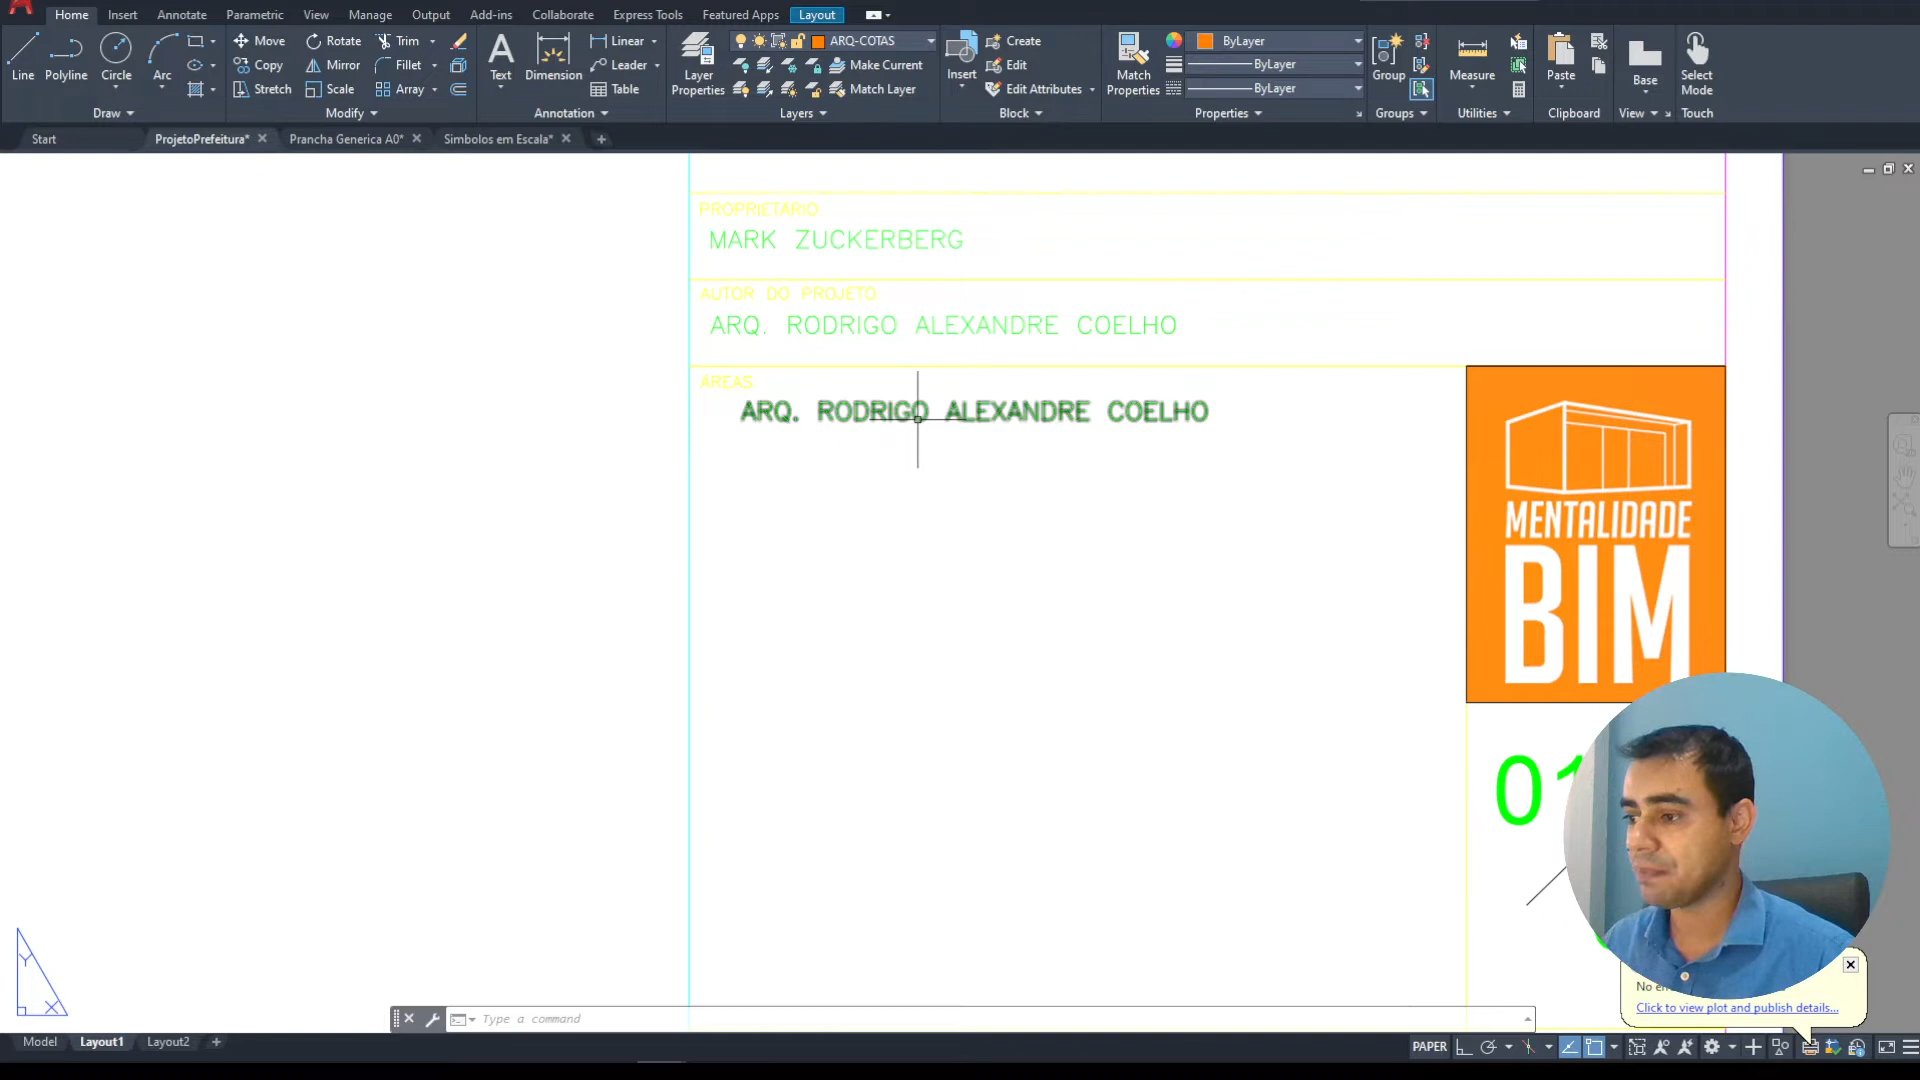 Home Insert Annotate Parametric View Manage Output Add-ins Collaborate Express Tools Featured Apps Layout
Line Polyline Circle Arc
Move Rotate Trim
Copy Mirror Fillet
Stretch Scale Array
Text Dimension
Linear
Leader
Table
Layer Properties
ARQ-COTAS
Make Current
Match Layer
Insert
Create
Edit
Edit Attributes
Match Properties
ByLayer
ByLayer
ByLayer
Group
Measure
Paste
Base
Select Mode
Draw Modify Annotation Layers Block Properties Groups Utilities Clipboard View Touch
Start ProjetoPrefeitura* Prancha Generica A0* Simbolos em Escala*
PROPRIETÁRIO
MARK ZUCKERBERG
AUTOR DO PROJETO
ARQ. RODRIGO ALEXANDRE COELHO
ÁREAS
ARQ. RODRIGO ALEXANDRE COELHO
MENTALIDADE
BIM
01
Y
X
Click to view plot and publish details...
Type a command
Model Layout1 Layout2
PAPER